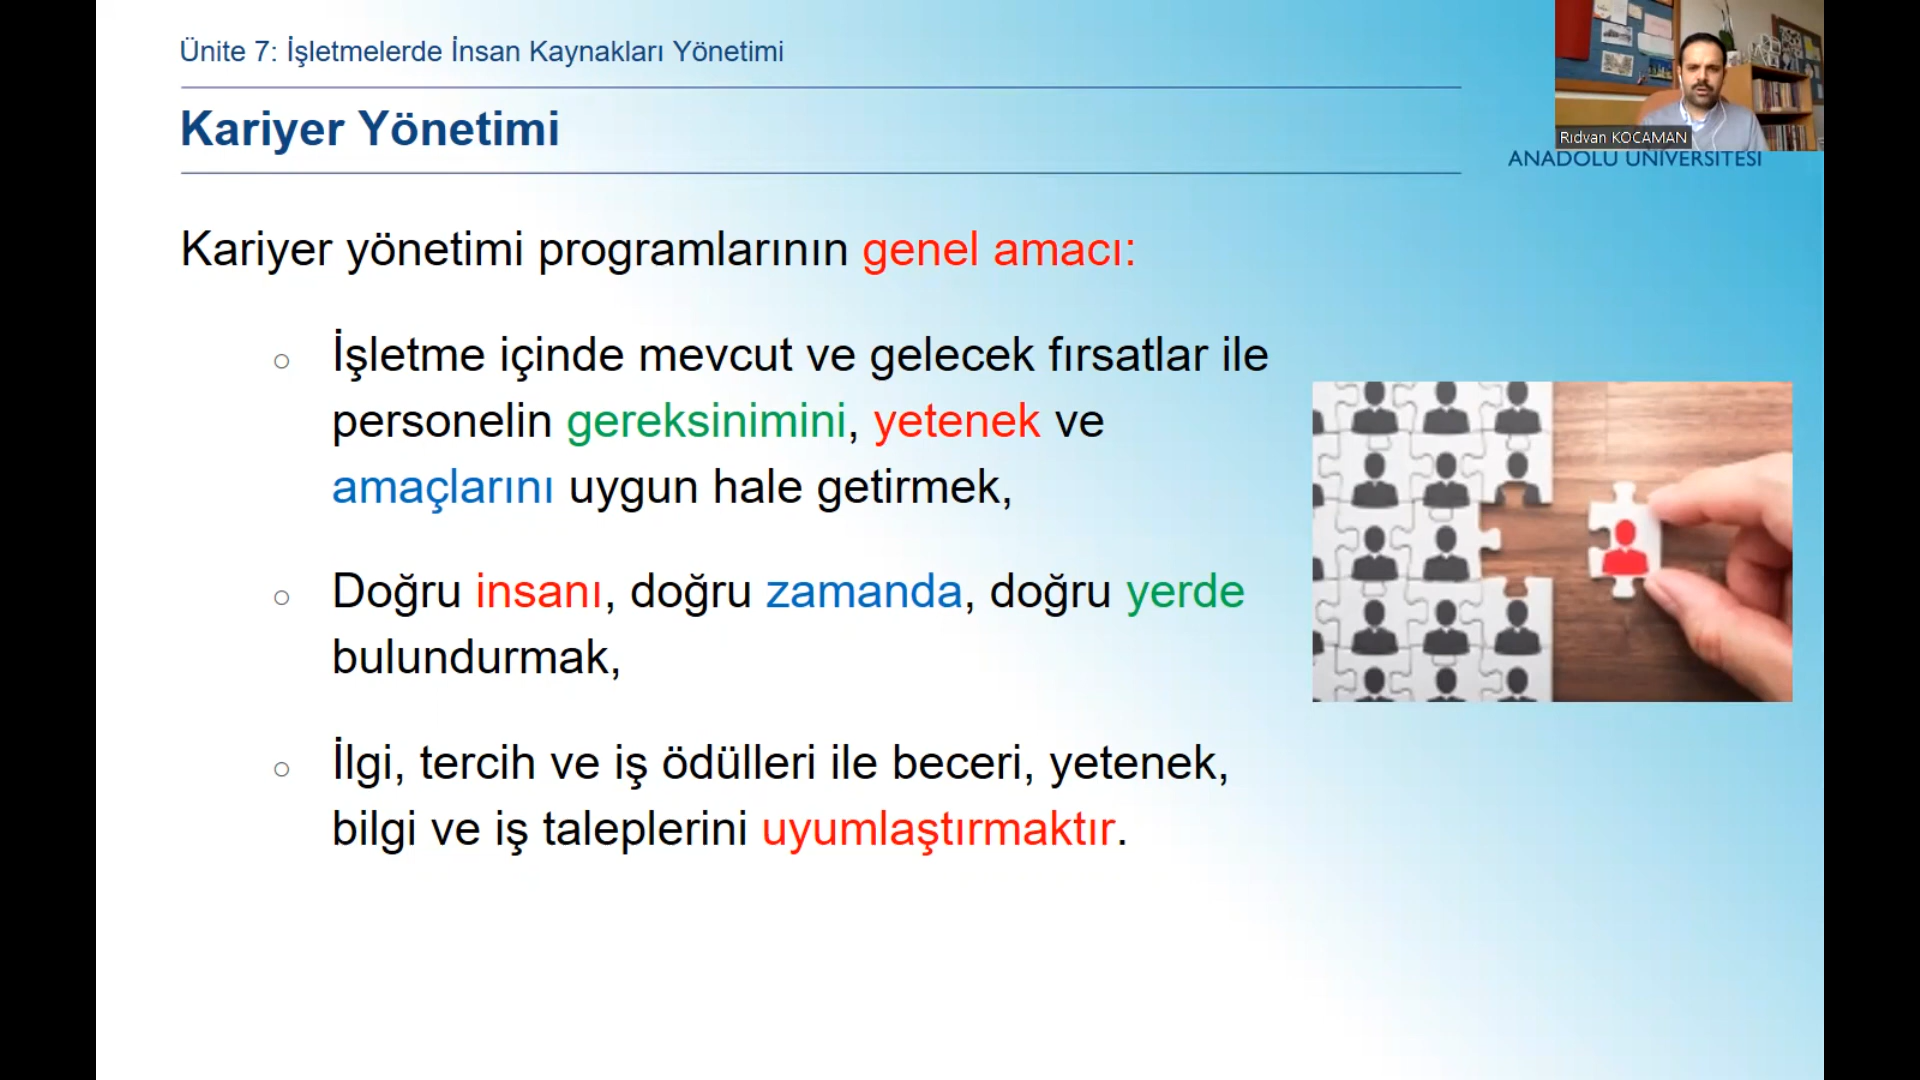 Ünite 7: İşletmelerde İnsan Kaynakları Yönetimi
Kariyer Yönetimi
Rıdvan KOCAMAN
ANADOLU ÜNİVERSİTESİ
Kariyer yönetimi programlarının genel amacı:
İşletme içinde mevcut ve gelecek fırsatlar ile
personelin gereksinimini, yetenek ve
amaçlarını uygun hale getirmek,
Doğru insanı, doğru zamanda, doğru yerde
bulundurmak,
İlgi, tercih ve iş ödülleri ile beceri, yetenek,
bilgi ve iş taleplerini uyumlaştırmaktır.